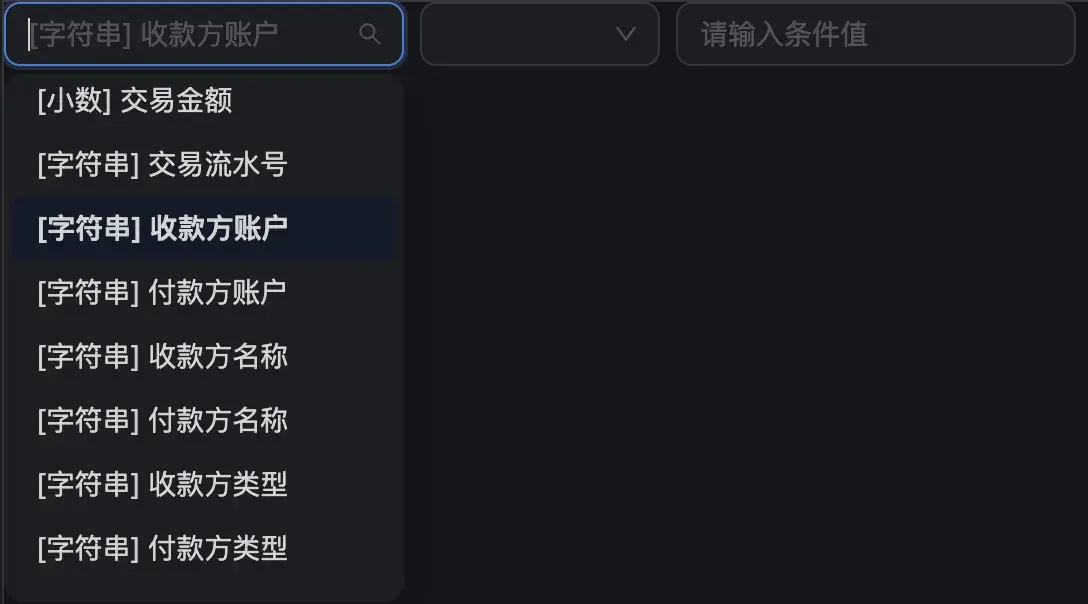 [字符串] 收款方账户
请输入条件值
[小数] 交易金额
[字符串] 交易流水号
[字符串] 收款方账户
[字符串] 付款方账户
[字符串] 收款方名称
[字符串] 付款方名称
[字符串] 收款方类型
[字符串] 付款方类型